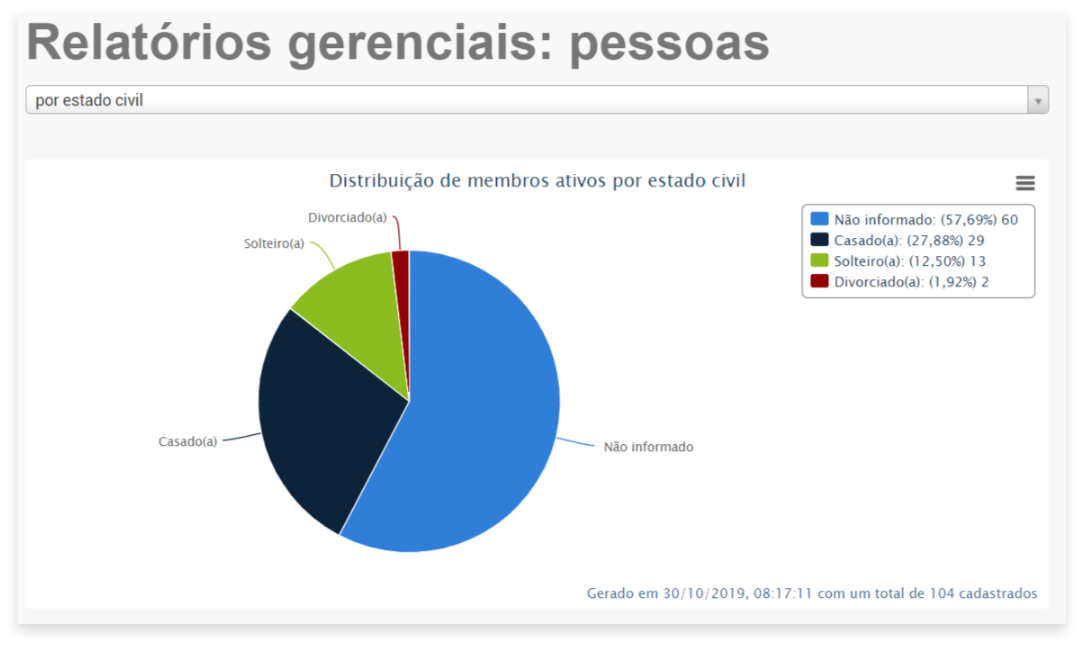 Relatórios gerenciais: pessoas
por estado civil
Distribuição de membros ativos por estado civil
Não informado: (57,69%) 60
Casado(a): (27,88%) 29
Solteiro(a): (12,50%) 13
Divorciado(a): (1,92%) 2
Divorciado(a)
Solteiro(a)
Casado(a)
Não informado
Gerado em 30/10/2019, 08:17:11 com um total de 104 cadastrados